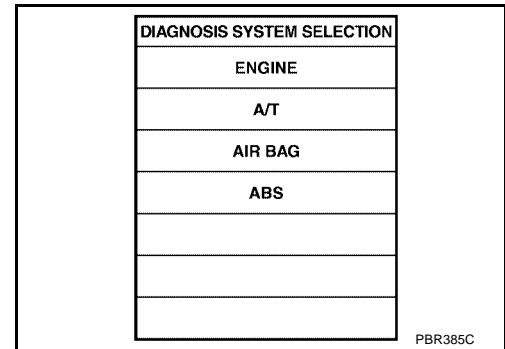 DIAGNOSIS SYSTEM SELECTION
ENGINE
A/T
AIR BAG
ABS
PBR385C